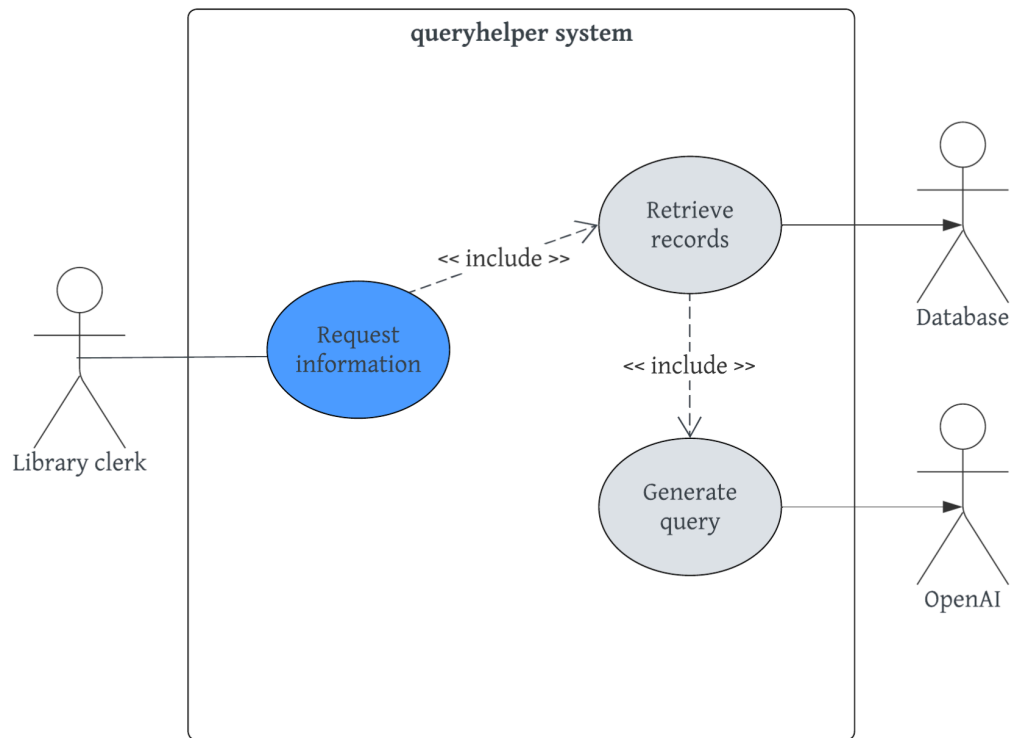 queryhelper system
Retrieve
records
<< include >>
Database
Request
information
<< include >>
Library clerk
Generate
query
OpenAI